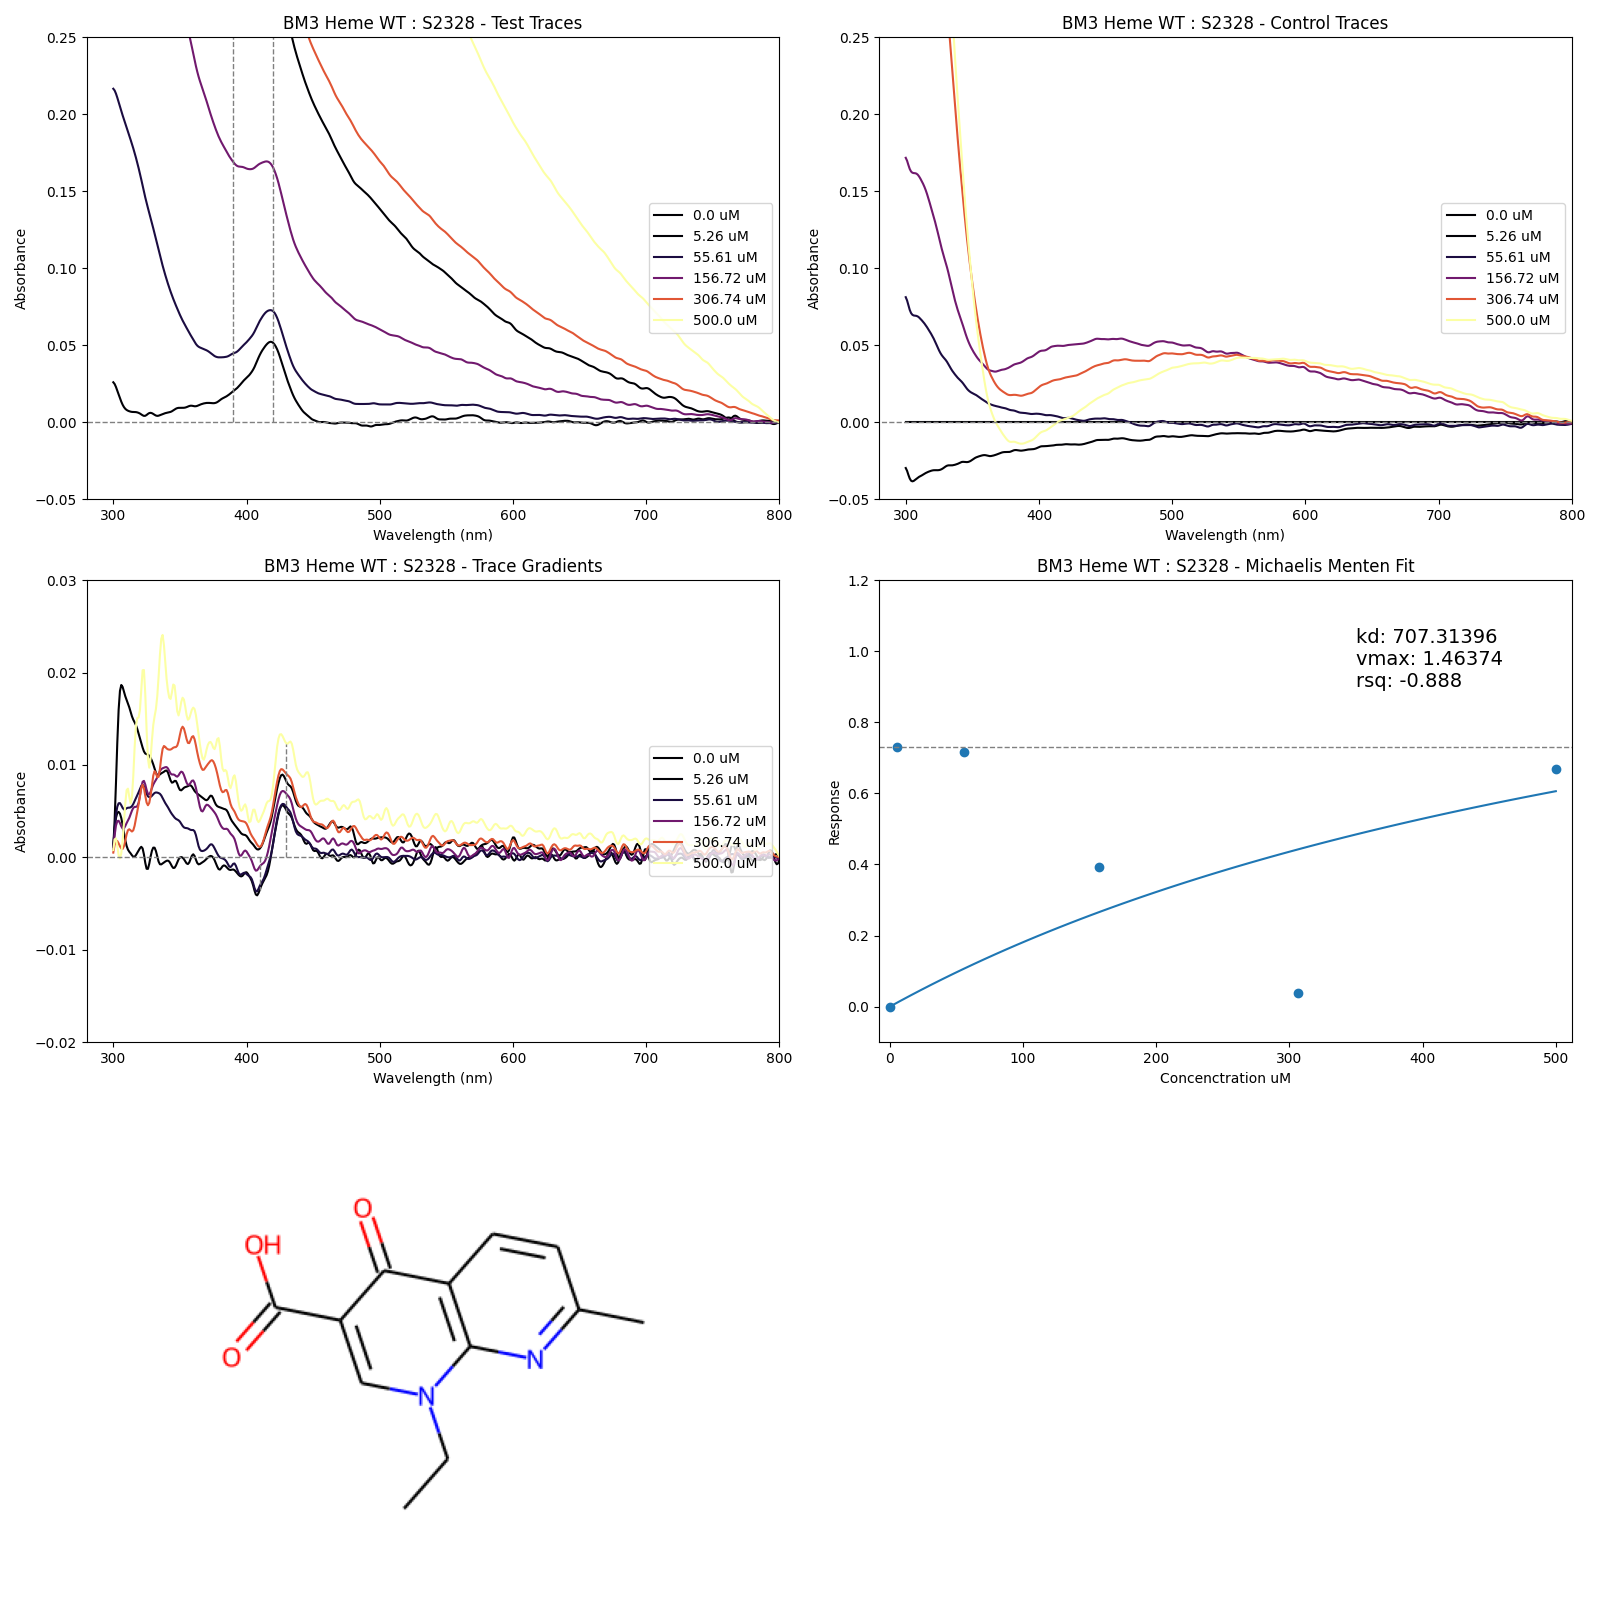 BM3 Heme WT : S2328 - Test Traces
0.25
0.20
0.15
0.10
0.05
0.00
−0.05
Absorbance
300 400 500 600 700 800
Wavelength (nm)
0.0 uM
5.26 uM
55.61 uM
156.72 uM
306.74 uM
500.0 uM
BM3 Heme WT : S2328 - Control Traces
0.25
0.20
0.15
0.10
0.05
0.00
−0.05
Absorbance
300 400 500 600 700 800
Wavelength (nm)
0.0 uM
5.26 uM
55.61 uM
156.72 uM
306.74 uM
500.0 uM
BM3 Heme WT : S2328 - Trace Gradients
0.03
0.02
0.01
0.00
−0.01
−0.02
Absorbance
300 400 500 600 700 800
Wavelength (nm)
0.0 uM
5.26 uM
55.61 uM
156.72 uM
306.74 uM
500.0 uM
BM3 Heme WT : S2328 - Michaelis Menten Fit
1.2
1.0
0.8
0.6
0.4
0.2
0.0
Response
0 100 200 300 400 500
Concenctration uM
kd: 707.31396
vmax: 1.46374
rsq: -0.888
O
OH
O
N
N